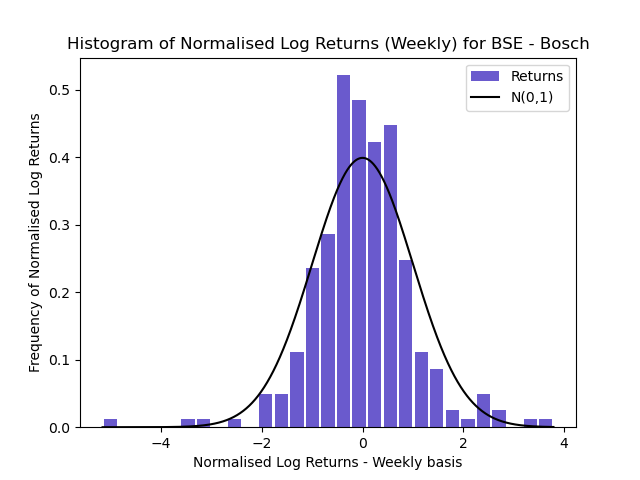 Histogram of Normalised Log Returns (Weekly) for BSE - Bosch
Returns
N(0,1)
Frequency of Normalised Log Returns
0.5
0.4
0.3
0.2
0.1
0.0
−4
−2
0
2
4
Normalised Log Returns - Weekly basis